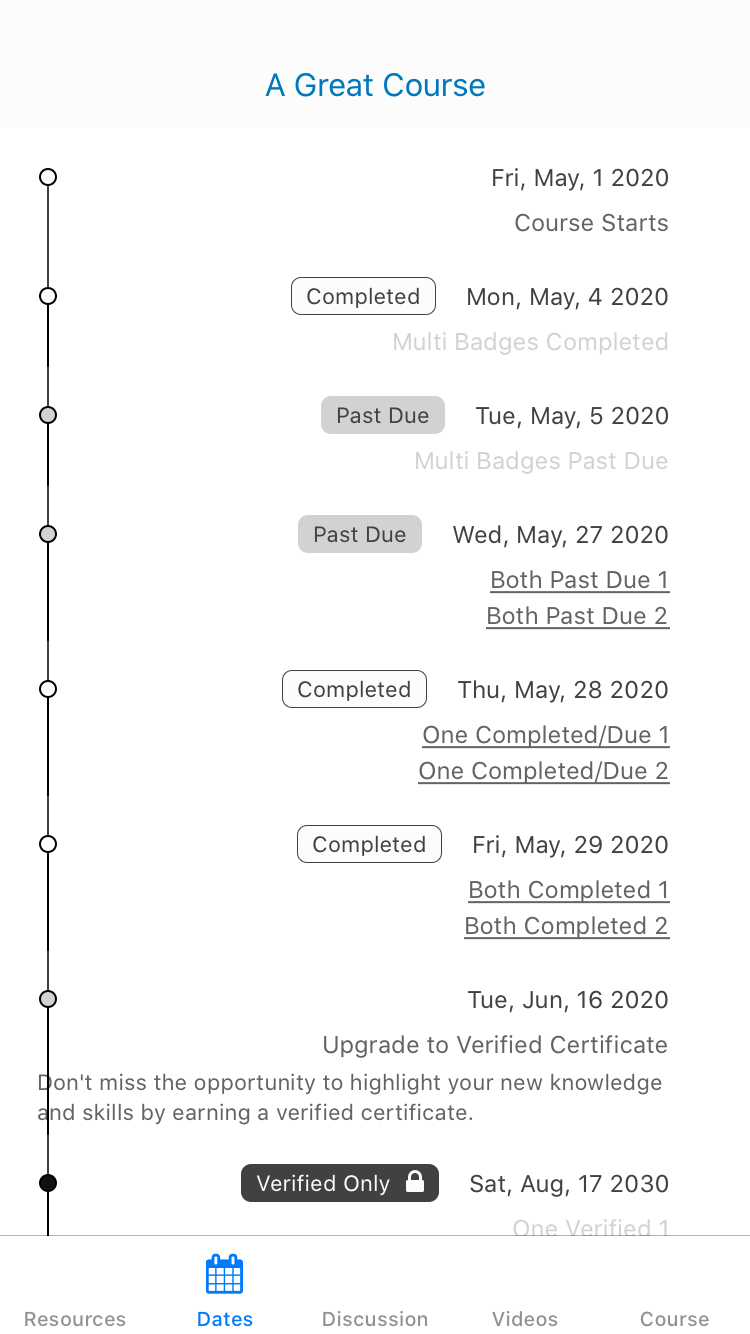 A Great Course
Fri, May, 1 2020
Course Starts
Completed Mon, May, 4 2020
Multi Badges Completed
Past Due Tue, May, 5 2020
Multi Badges Past Due
Past Due Wed, May, 27 2020
Both Past Due 1
Both Past Due 2
Completed Thu, May, 28 2020
One Completed/Due 1
One Completed/Due 2
Completed Fri, May, 29 2020
Both Completed 1
Both Completed 2
Tue, Jun, 16 2020
Upgrade to Verified Certificate
Don't miss the opportunity to highlight your new knowledge
and skills by earning a verified certificate.
Verified Only Sat, Aug, 17 2030
One Verified 1
Resources Dates Discussion Videos Course